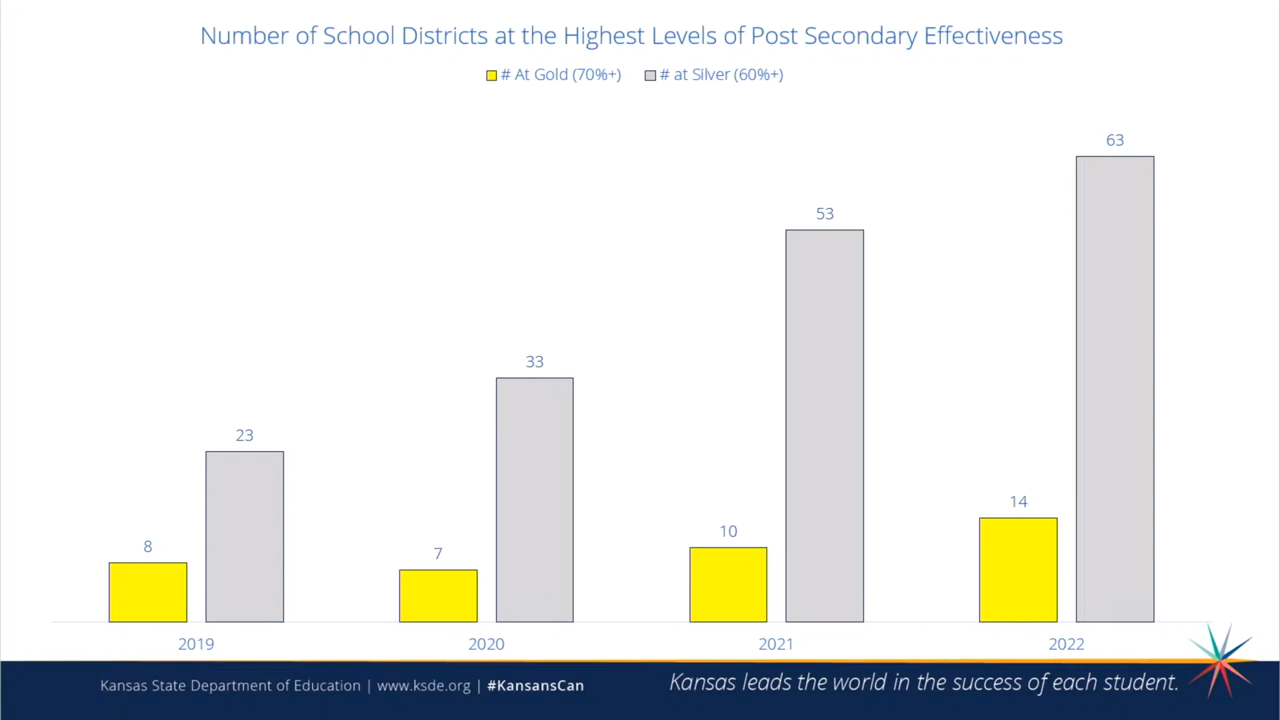 Number of School Districts at the Highest Levels of Post Secondary Effectiveness
# At Gold (70%+) # at Silver (60%+)
63
53
33
23
14
10
8
7
2019 2020 2021 2022
Kansas State Department of Education | www.ksde.org | #KansansCan
Kansas leads the world in the success of each student.